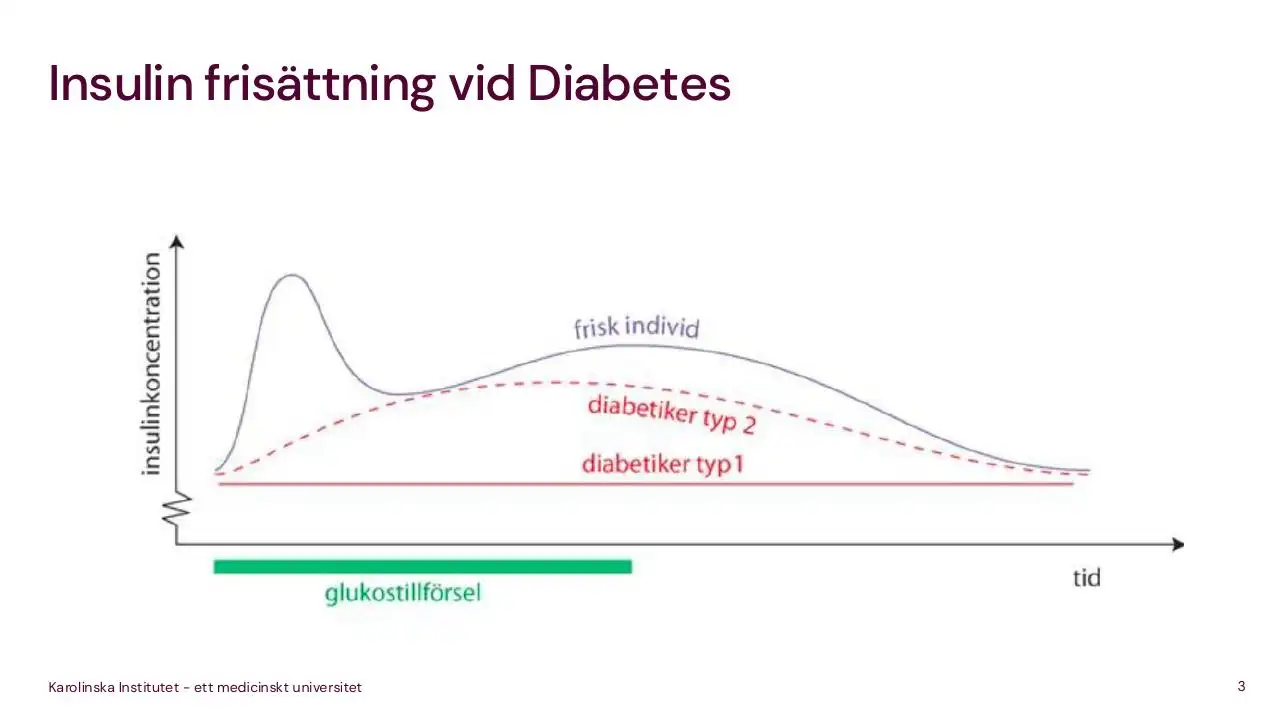 Insulin frisättning vid Diabetes
insulinkoncentration
frisk individ
diabetiker typ 2
diabetiker typ1
tid
glukostillförsel
Karolinska Institutet - ett medicinskt universitet
3